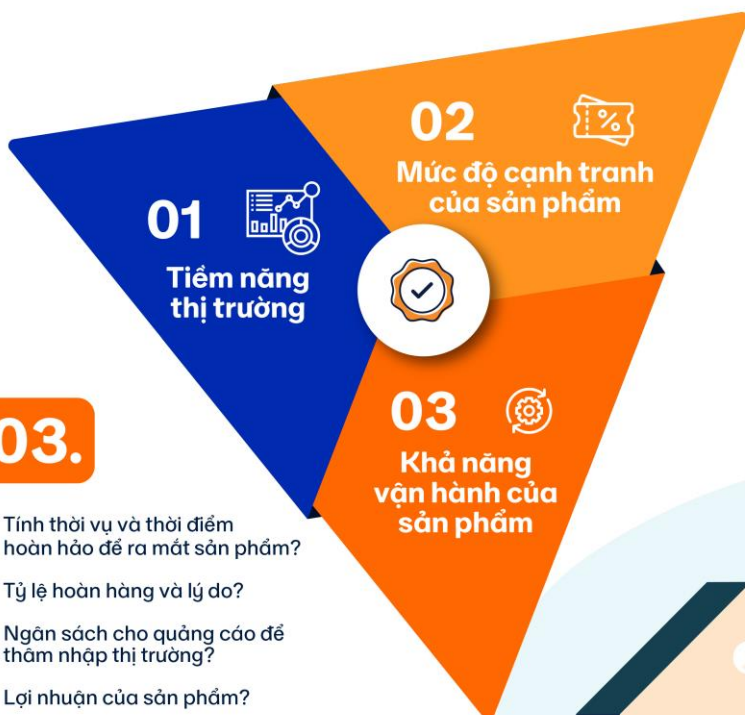 01
Tiềm năng
thị trường
02
Mức độ cạnh tranh
của sản phẩm
03
Khả năng
vận hành của
sản phẩm
03.
Tính thời vụ và thời điểm
hoàn hảo để ra mắt sản phẩm?
Tỷ lệ hoàn hàng và lý do?
Ngân sách cho quảng cáo để
thâm nhập thị trường?
Lợi nhuận của sản phẩm?